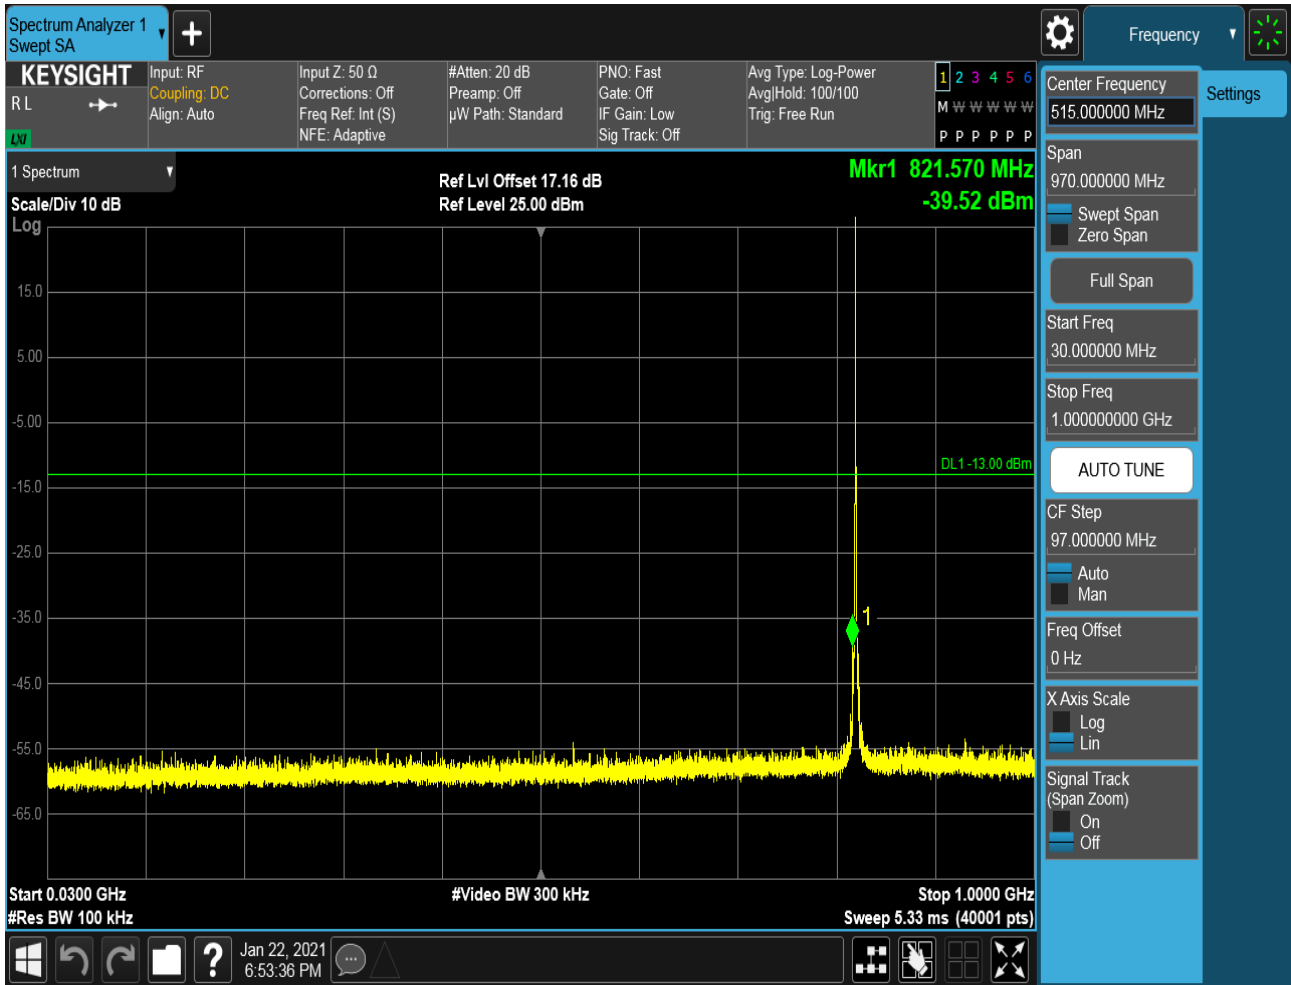 Spectrum Analyzer 1
Swept SA
Frequency
KEYSIGHT
R L
LXI
Input: RF
Coupling: DC
Align: Auto
Input Z: 50 Ω
Corrections: Off
Freq Ref: Int (S)
NFE: Adaptive
#Atten: 20 dB
Preamp: Off
µW Path: Standard
PNO: Fast
Gate: Off
IF Gain: Low
Sig Track: Off
Avg Type: Log-Power
Avg|Hold: 100/100
Trig: Free Run
1 2 3 4 5 6
M W W W W W
P P P P P P
1 Spectrum
Scale/Div 10 dB
Log
Ref Lvl Offset 17.16 dB
Ref Level 25.00 dBm
Mkr1 821.570 MHz
-39.52 dBm
15.0
5.00
-5.00
DL1 -13.00 dBm
-15.0
-25.0
-35.0
1
-45.0
-55.0
-65.0
Start 0.0300 GHz
#Video BW 300 kHz
Stop 1.0000 GHz
#Res BW 100 kHz
Sweep 5.33 ms (40001 pts)
Jan 22, 2021
6:53:36 PM
Center Frequency
515.000000 MHz
Settings
Span
970.000000 MHz
Swept Span
Zero Span
Full Span
Start Freq
30.000000 MHz
Stop Freq
1.000000000 GHz
AUTO TUNE
CF Step
97.000000 MHz
Auto
Man
Freq Offset
0 Hz
X Axis Scale
Log
Lin
Signal Track
(Span Zoom)
On
Off